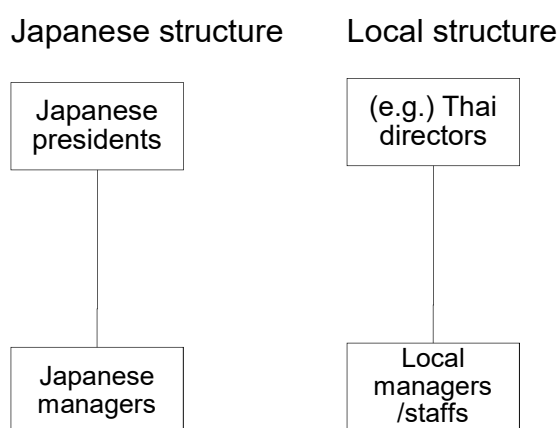 Japanese structure
Local structure
Japanese
presidents
(e.g.) Thai
directors
Japanese
managers
Local
managers
/staffs